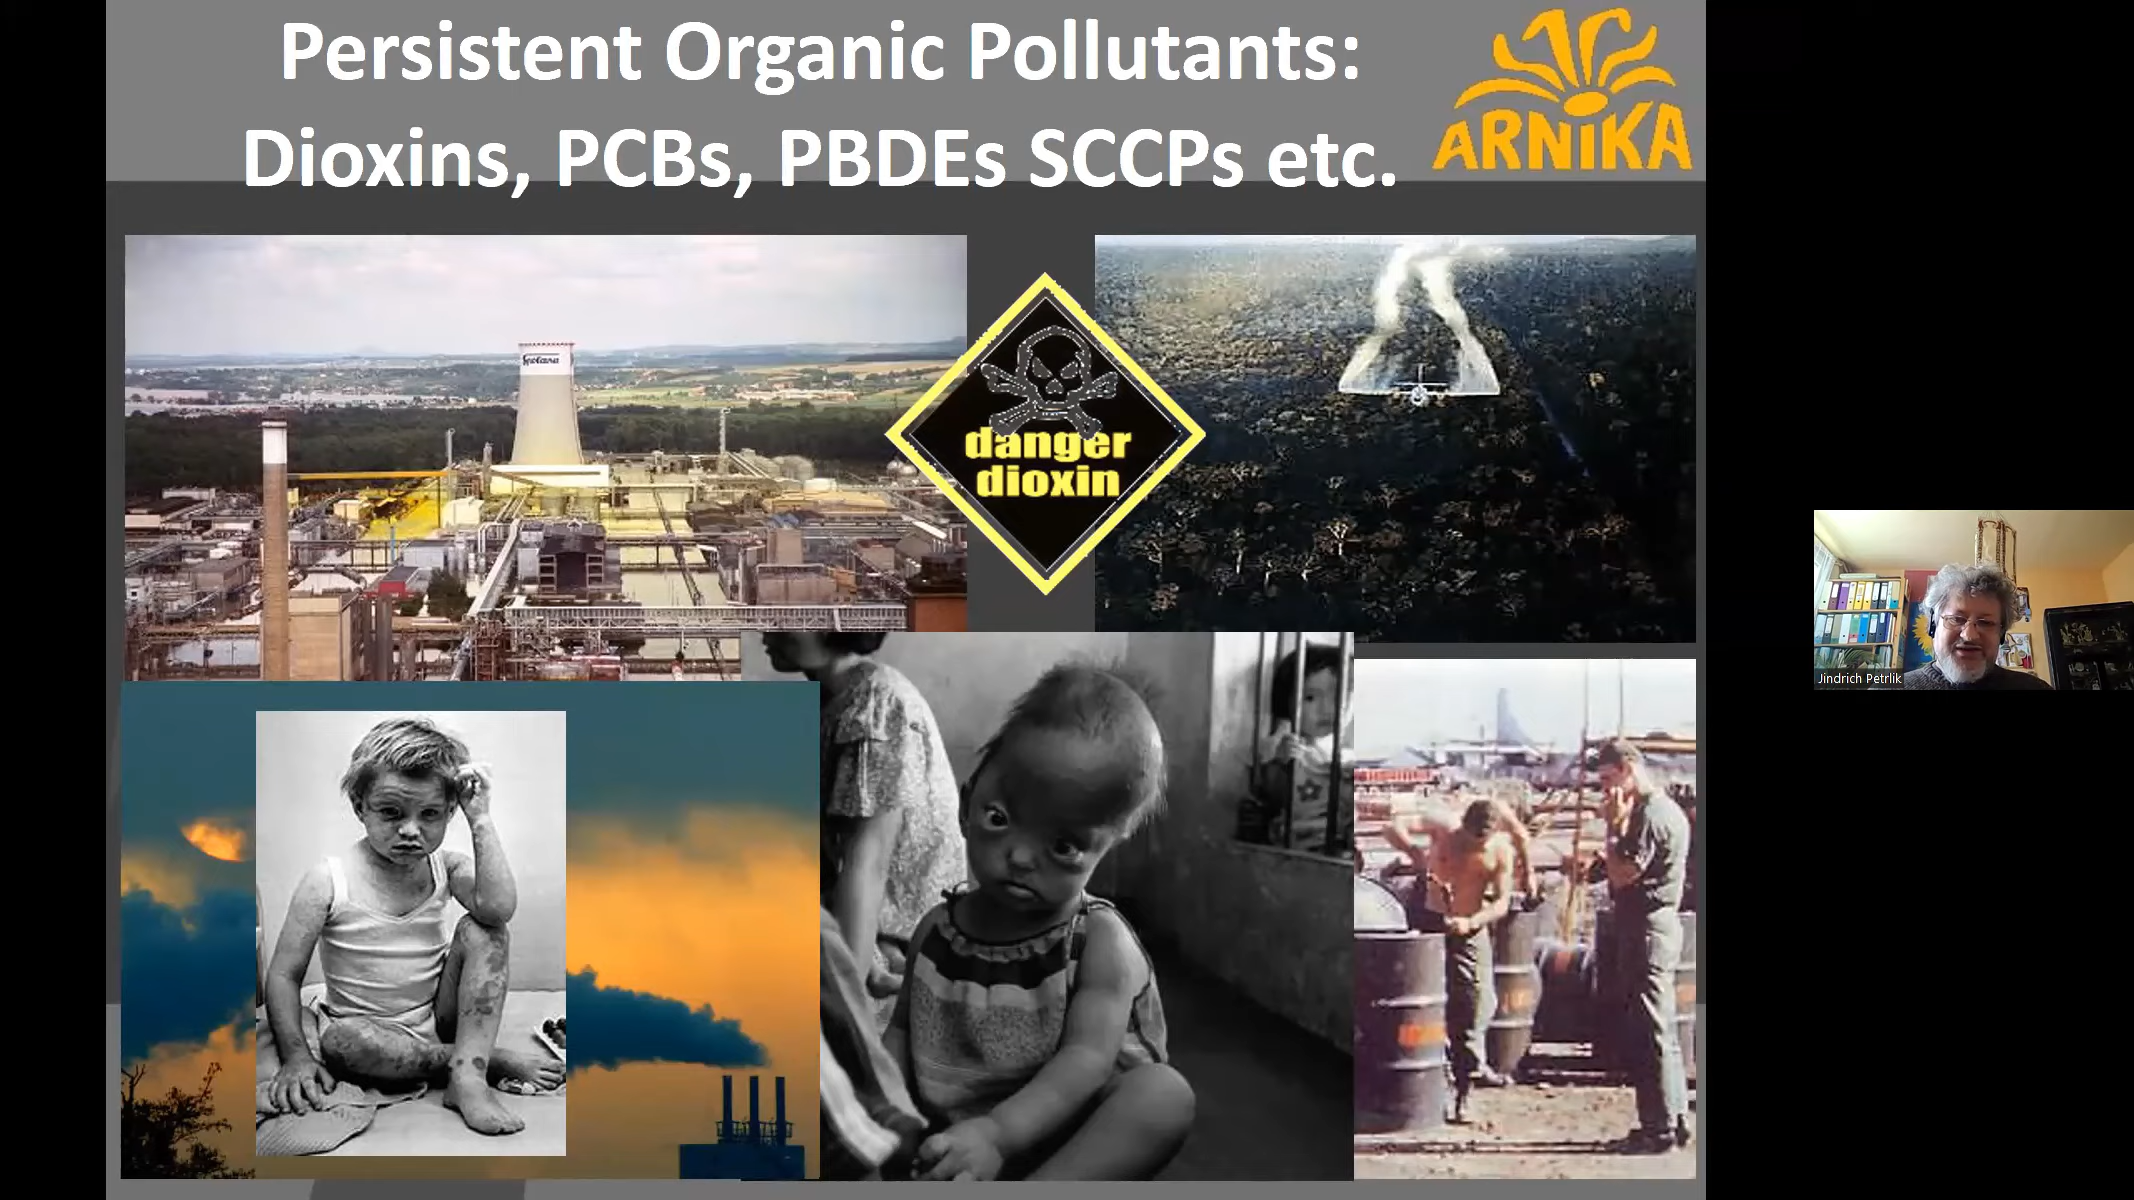 Persistent Organic Pollutants:
Dioxins, PCBs, PBDEs SCCPs etc.
ARNiKA
Spolana
danger
dioxin
Jindrich Petrlik